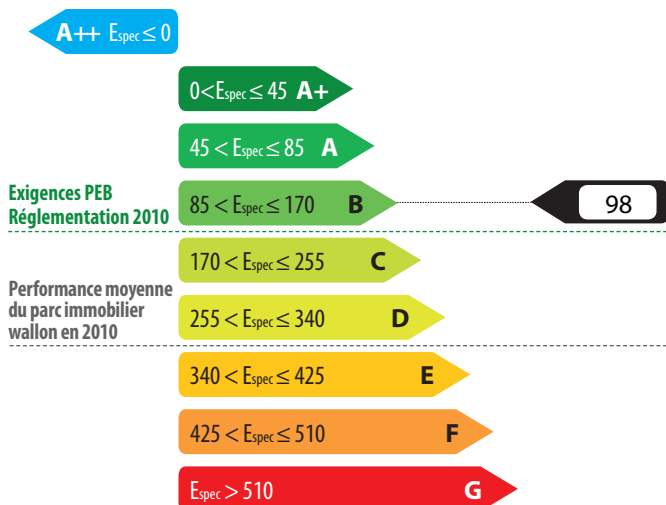 A++ Espec ≤ 0
0<Espec ≤ 45 A+
45 < Espec ≤ 85 A
Exigences PEB
Réglementation 2010
85 < Espec ≤ 170 B
98
170 < Espec ≤ 255 C
Performance moyenne
du parc immobilier
wallon en 2010
255 < Espec ≤ 340 D
340 < Espec ≤ 425 E
425 < Espec ≤ 510 F
Espec > 510 G